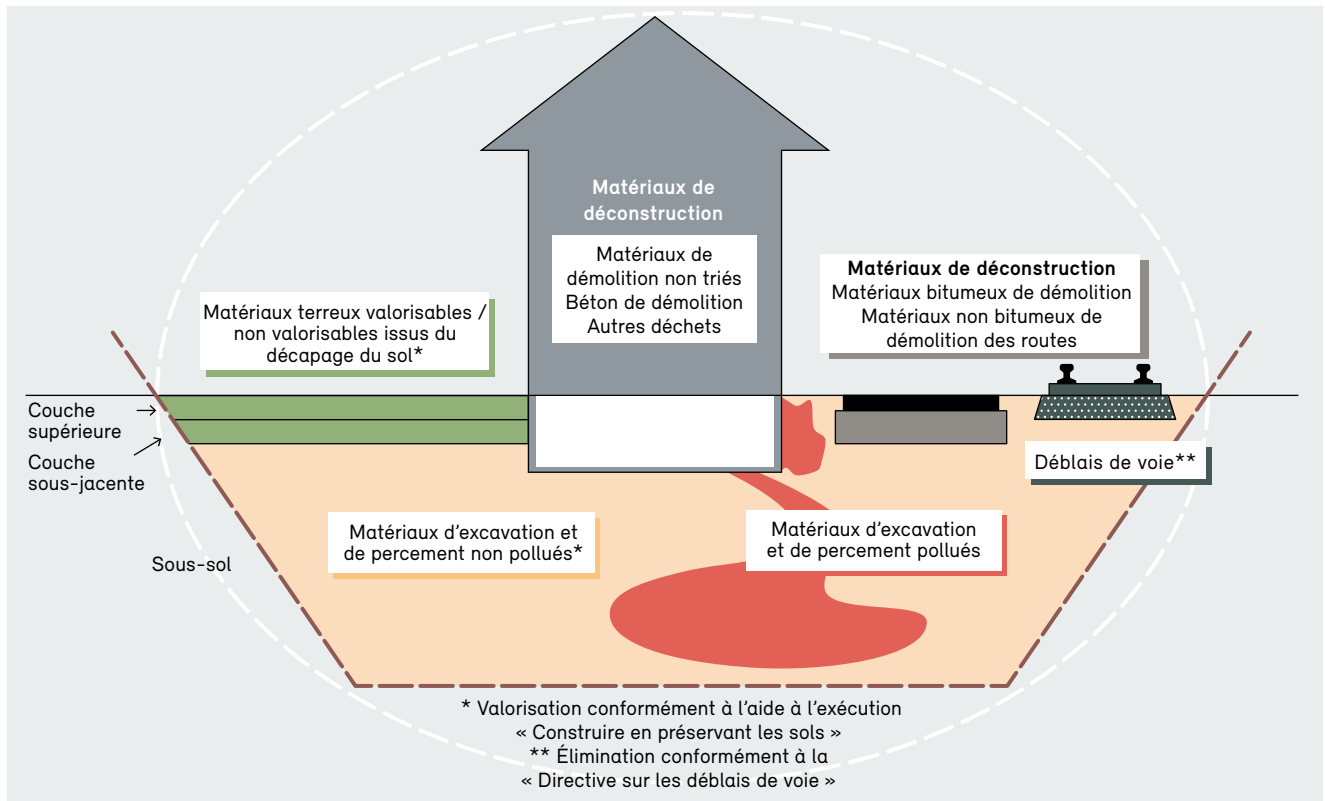 Matériaux de
déconstruction
Matériaux de
démolition non triés
Béton de démolition
Autres déchets
Matériaux de déconstruction
Matériaux bitumeux de démolition
Matériaux non bitumeux de
démolition des routes
Matériaux terreux valorisables /
non valorisables issus du
décapage du sol*
Couche
supérieure
Couche
sous-jacente
Déblais de voie**
Matériaux d'excavation et
de percement non pollués*
Matériaux d'excavation
et de percement pollués
Sous-sol
* Valorisation conformément à l'aide à l'exécution
« Construire en préservant les sols »
** Élimination conformément à la
« Directive sur les déblais de voie »